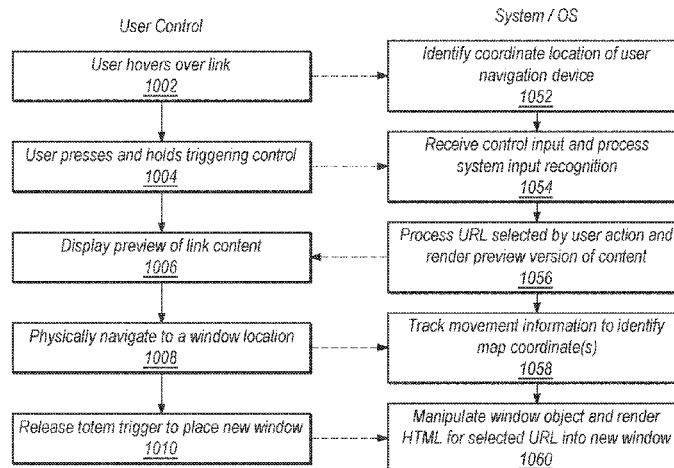 User Control
System / OS
User hovers over link
1002
Identify coordinate location of user
navigation device
1052
User presses and holds triggering control
1004
Receive control input and process
system input recognition
1054
Display preview of link content
1006
Process URL selected by user action and
render preview version of content
1056
Physically navigate to a window location
1008
Track movement information to identify
map coordinate(s)
1058
Release totem trigger to place new window
1010
Manipulate window object and render
HTML for selected URL into new window
1060